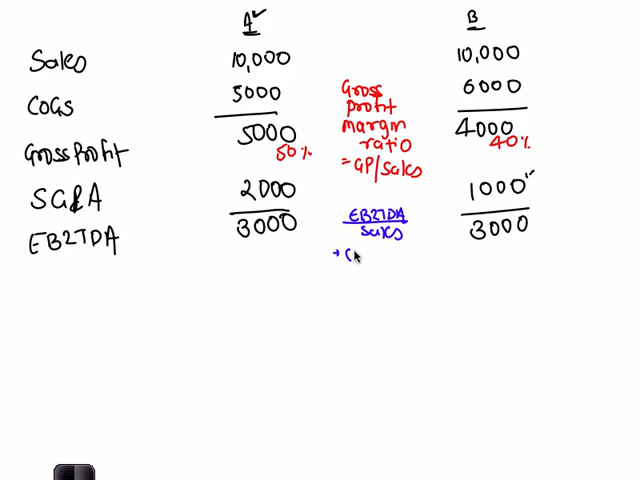 A✓ B
Sales 10,000 10,000
COGS 5000 6000
Gross Profit 5000 4000
50% 40%
Gross
profit
margin
ratio
=GP/Sales
SG&A 2000 1000✓
EBITDA 3000 3000
EBITDA
Sales